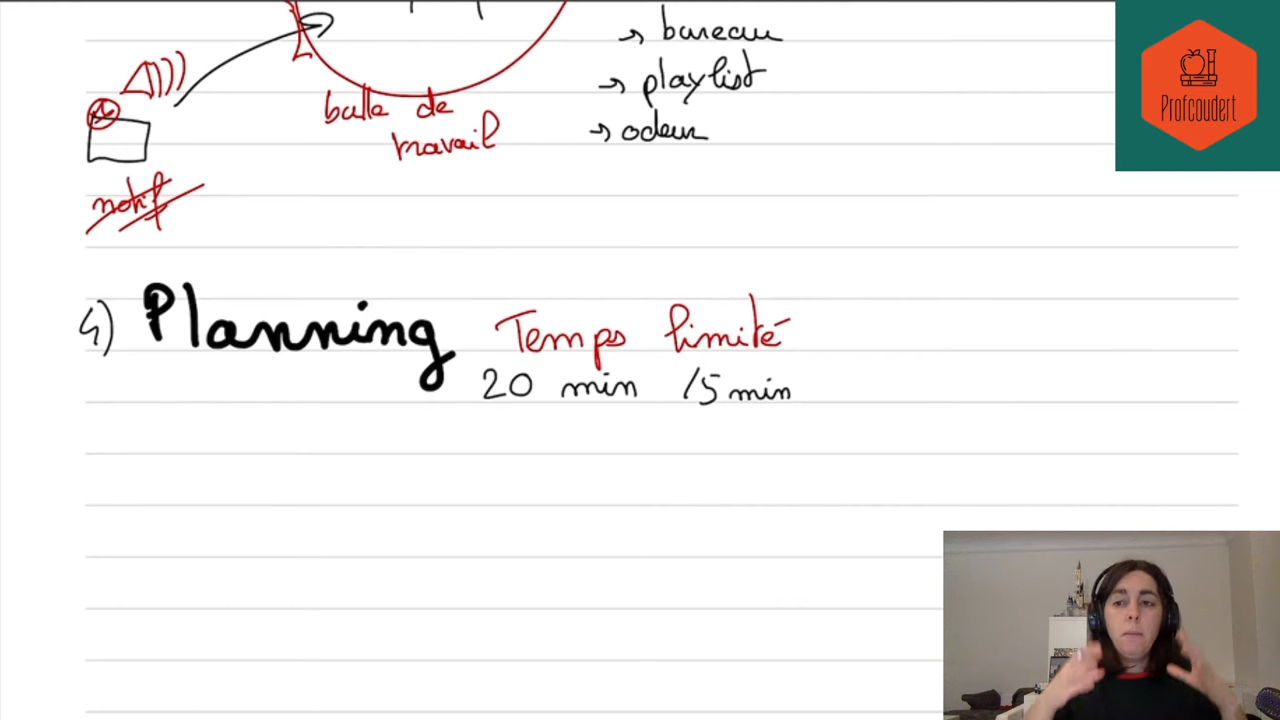 → bureau
→ playlist
→ odeur
bulle de
travail
notif
4) Planning Temps limité
20 min /5 min
Profcoudert